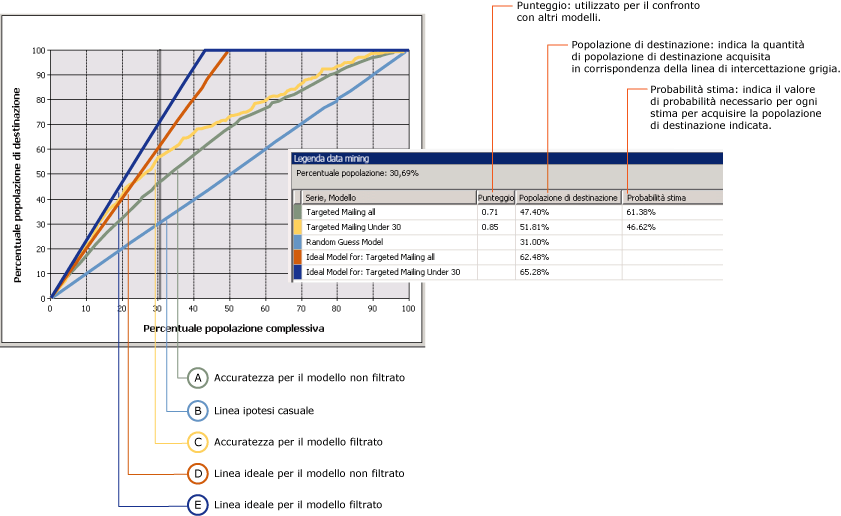 Punteggio: utilizzato per il confronto
con altri modelli.
Popolazione di destinazione: indica la quantità
di popolazione di destinazione acquisita
in corrispondenza della linea di intercettazione grigia.
Probabilità stima: indica il valore
di probabilità necessario per ogni
stima per acquisire la popolazione
di destinazione indicata.
Percentuale popolazione di destinazione
100
90
80
70
60
50
40
30
20
10
0
0 10 20 30 40 50 60 70 80 90 100
Percentuale popolazione complessiva
Legenda data mining
Percentuale popolazione: 30,69%
Serie, Modello Punteggio Popolazione di destinazione Probabilità stima
Targeted Mailing all 0.71 47.40% 61.38%
Targeted Mailing Under 30 0.85 51.81% 46.62%
Random Guess Model 31.00%
Ideal Model for: Targeted Mailing all 62.48%
Ideal Model for: Targeted Mailing Under 30 65.28%
A Accuratezza per il modello non filtrato
B Linea ipotesi casuale
C Accuratezza per il modello filtrato
D Linea ideale per il modello non filtrato
E Linea ideale per il modello filtrato